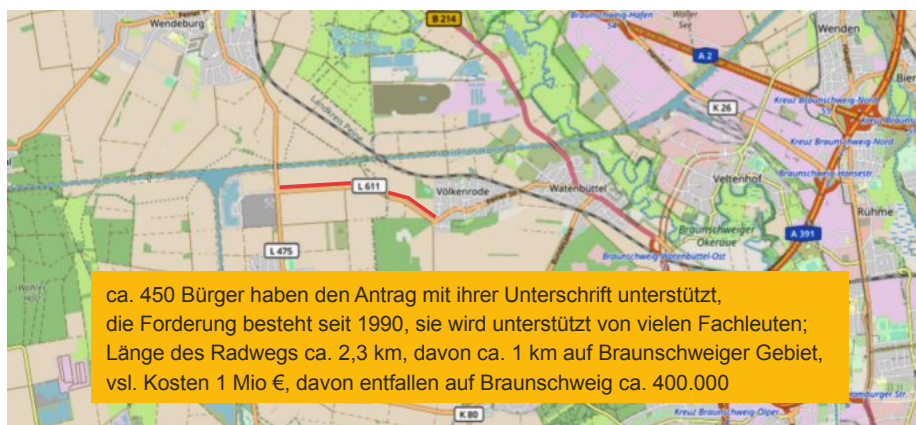 Wendeburg
B 214
Braunschweig-Hafen
A 2
Wenden
K 26
Kreuz Braunschweig-Nord
Kreuz Braunschweig-Nord
Landkreis Peine
L 611
Völkenrode
Watenbüttel
Veltenhof
Braunschweig-Hansestr.
Rühme
Braunschweiger
Okeraue
A 391
L 475
Braunschweig-Watenbüttel-Ost
ca. 450 Bürger haben den Antrag mit ihrer Unterschrift unterstützt,
die Forderung besteht seit 1990, sie wird unterstützt von vielen Fachleuten;
Länge des Radwegs ca. 2,3 km, davon ca. 1 km auf Braunschweiger Gebiet,
vsl. Kosten 1 Mio €, davon entfallen auf Braunschweig ca. 400.000
K 80
Kreuz Braunschweig-Olper